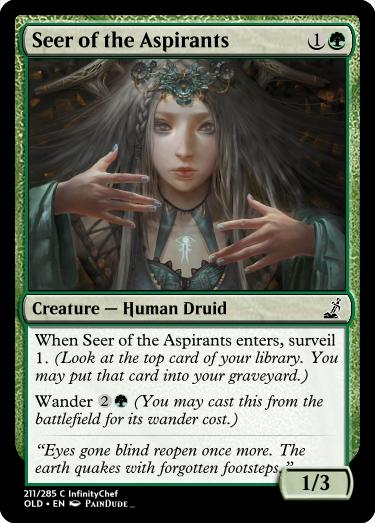 Seer of the Aspirants 1
Creature — Human Druid
When Seer of the Aspirants enters, surveil
1. (Look at the top card of your library. You
may put that card into your graveyard.)
Wander 2 (You may cast this from the
battlefield for its wander cost.)
“Eyes gone blind reopen once more. The
earth quakes with forgotten footsteps.”
1/3
211/285 C InfinityChef
OLD • EN PainDude_